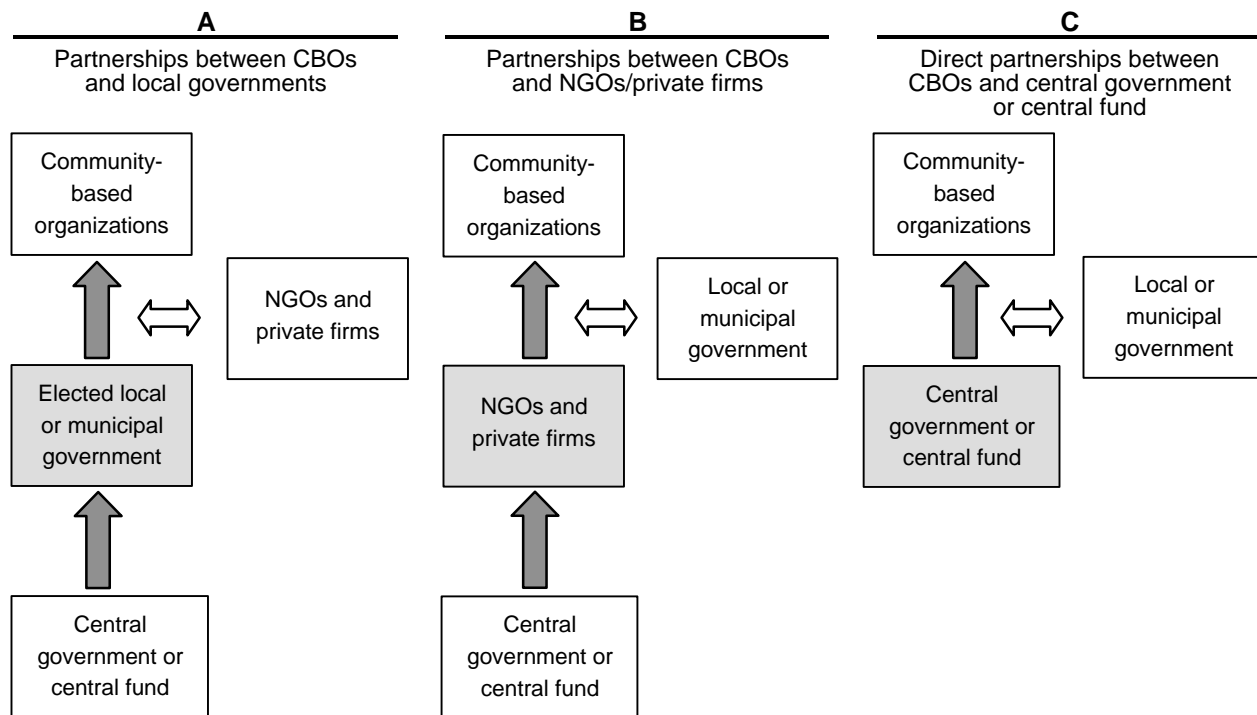 A
Partnerships between CBOs
and local governments
Community-
based
organizations
NGOs and
private firms
Elected local
or municipal
government
Central
government or
central fund
B
Partnerships between CBOs
and NGOs/private firms
Community-
based
organizations
Local or
municipal
government
NGOs and
private firms
Central
government or
central fund
C
Direct partnerships between
CBOs and central government
or central fund
Community-
based
organizations
Local or
municipal
government
Central
government or
central fund